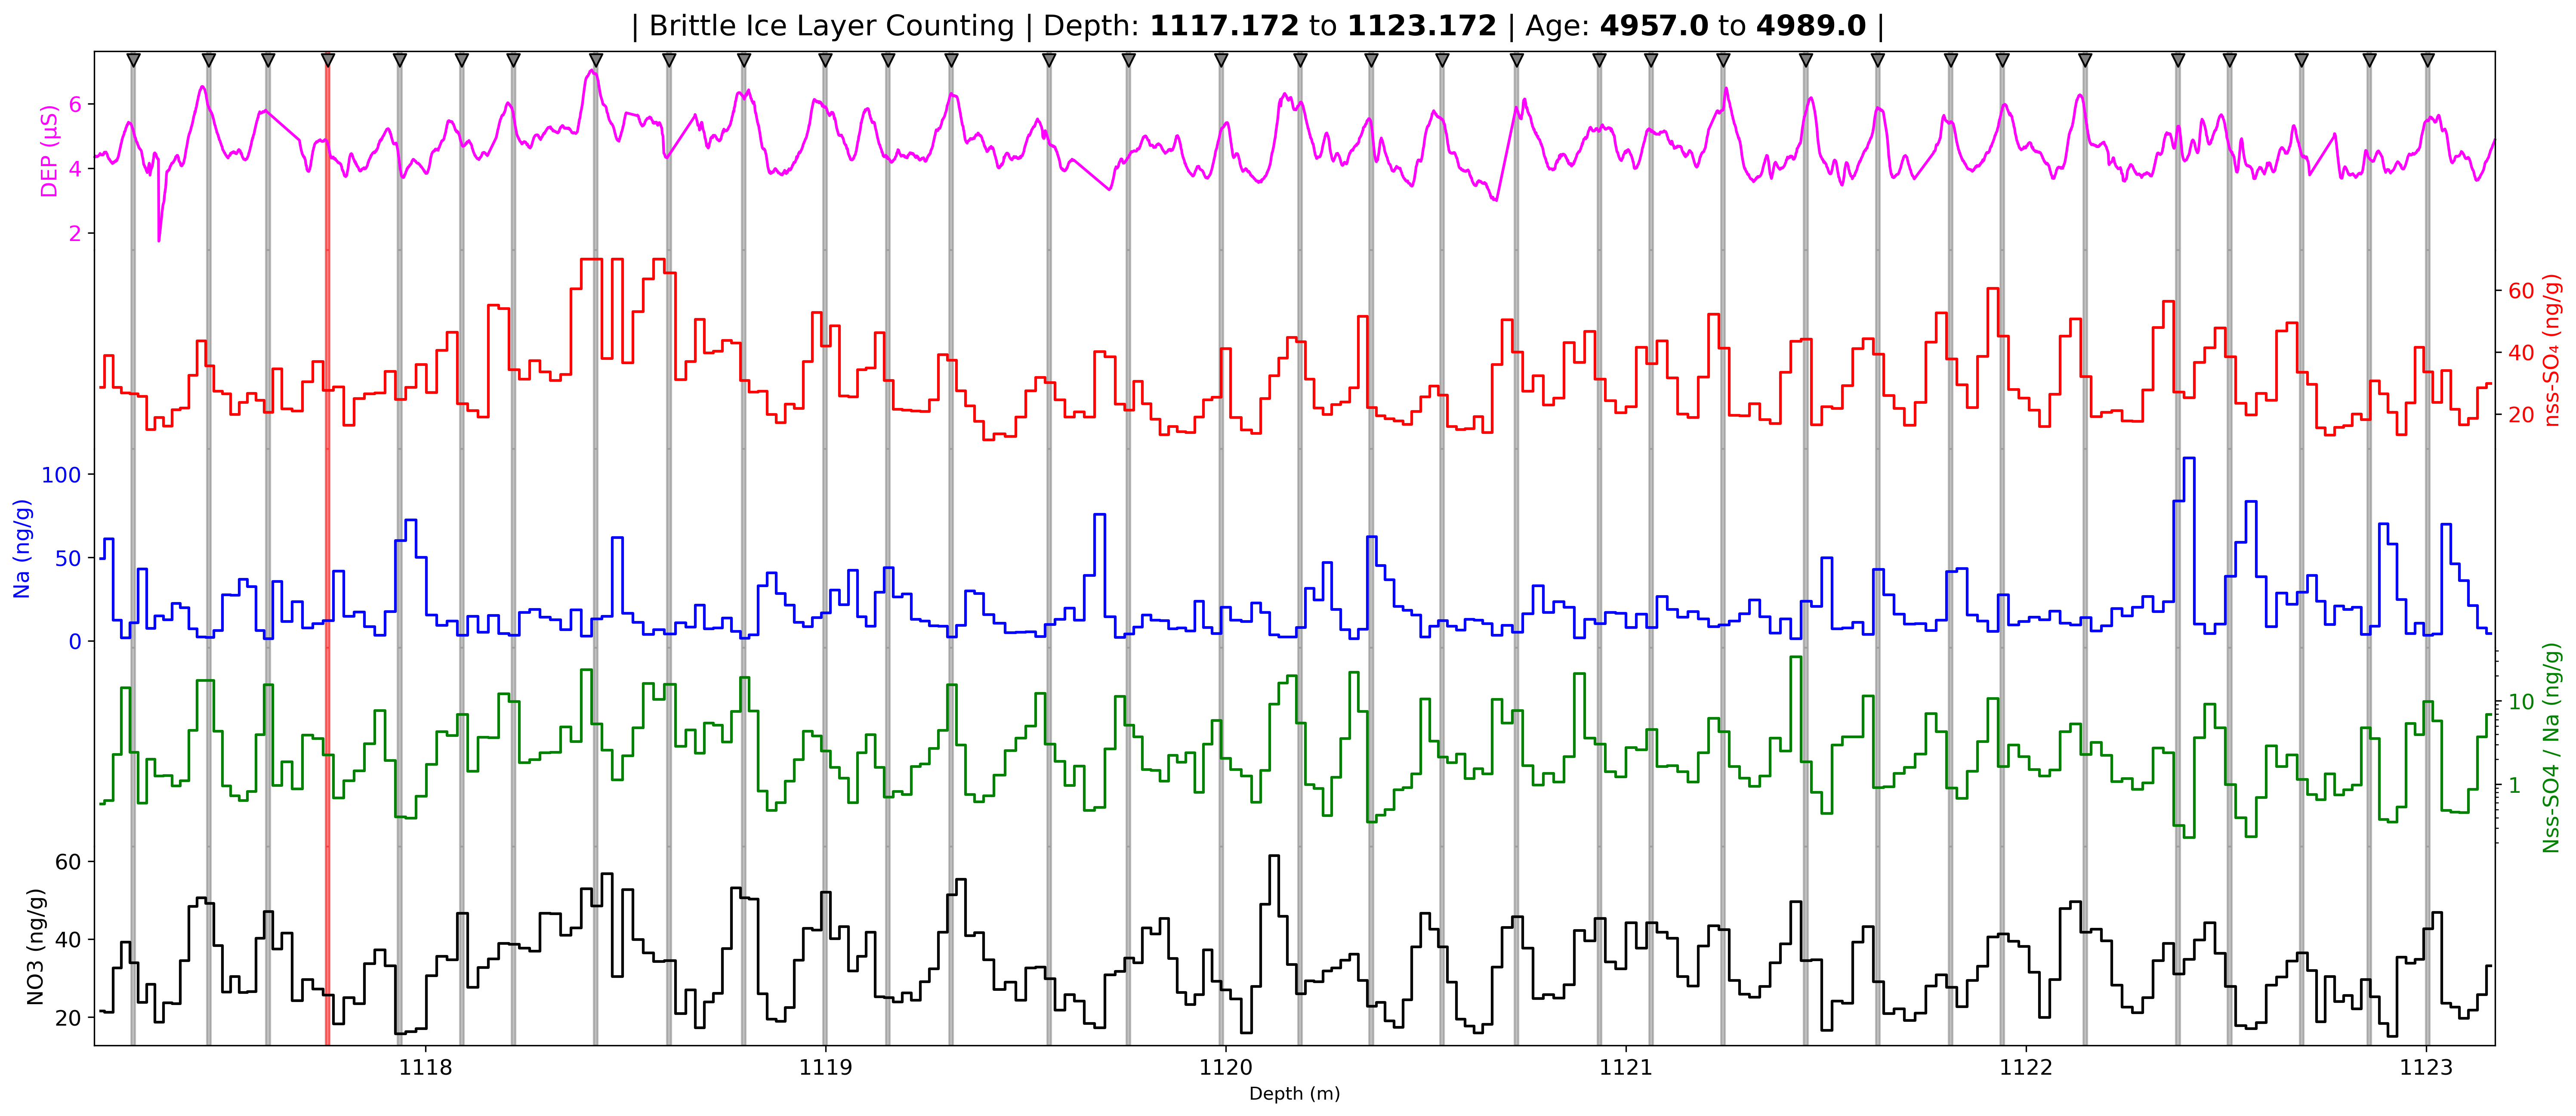 | Brittle Ice Layer Counting | Depth: 1117.172 to 1123.172 | Age: 4957.0 to 4989.0 |
DEP (μS)
6
4
2
nss-SO₄ (ng/g)
60
40
20
Na (ng/g)
100
50
0
Nss-SO4 / Na (ng/g)
10
1
NO3 (ng/g)
60
40
20
1118
1119
1120
1121
1122
1123
Depth (m)